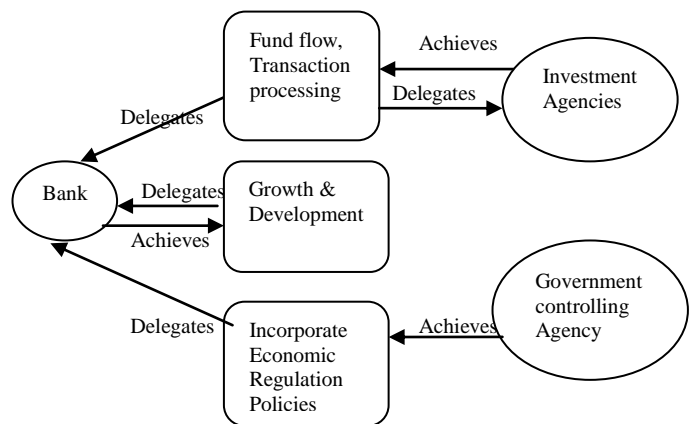 Fund flow,
Transaction
processing
Achieves
Delegates
Investment
Agencies
Delegates
Bank
Delegates
Achieves
Growth &
Development
Delegates
Incorporate
Economic
Regulation
Policies
Achieves
Government
controlling
Agency